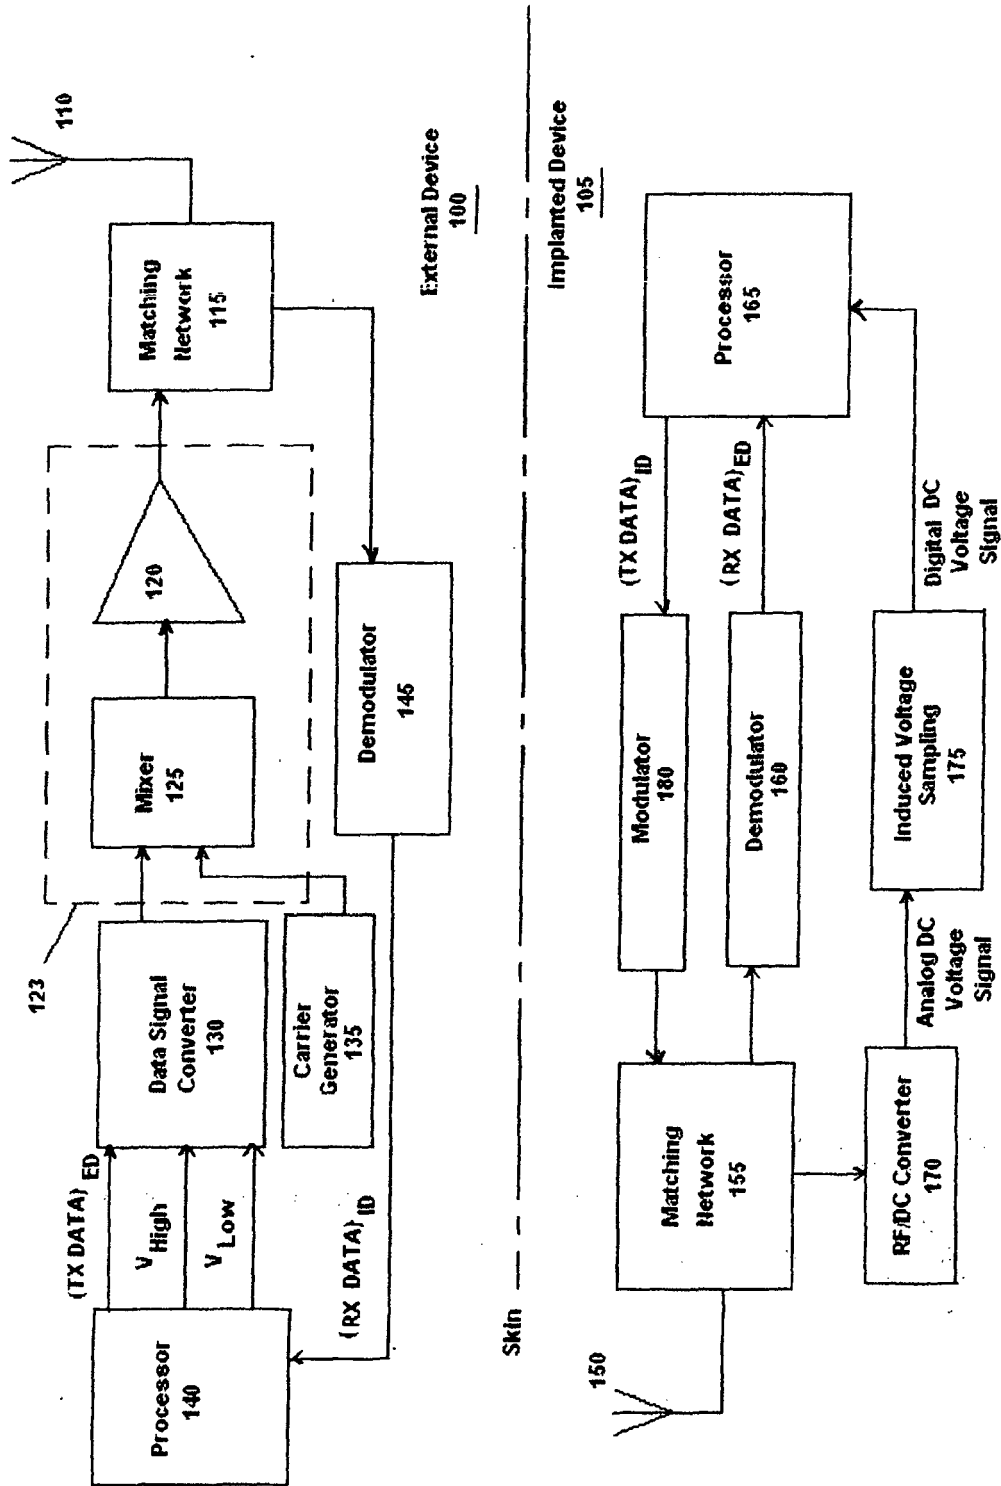 110
Matching
Network
115
120
Mixer
125
123
Data Signal
Converter
130
Carrier
Generator
135
(TX DATA) ED
V High
V Low
Processor
140
(RX DATA) ID
Demodulator
145
External Device
100
Skin
Implanted Device
105
150
Matching
Network
155
Modulator
180
Demodulator
160
(TX DATA) ID
(RX DATA) ED
Processor
165
RF/DC Converter
170
Analog DC
Voltage
Signal
Induced Voltage
Sampling
175
Digital DC
Voltage
Signal